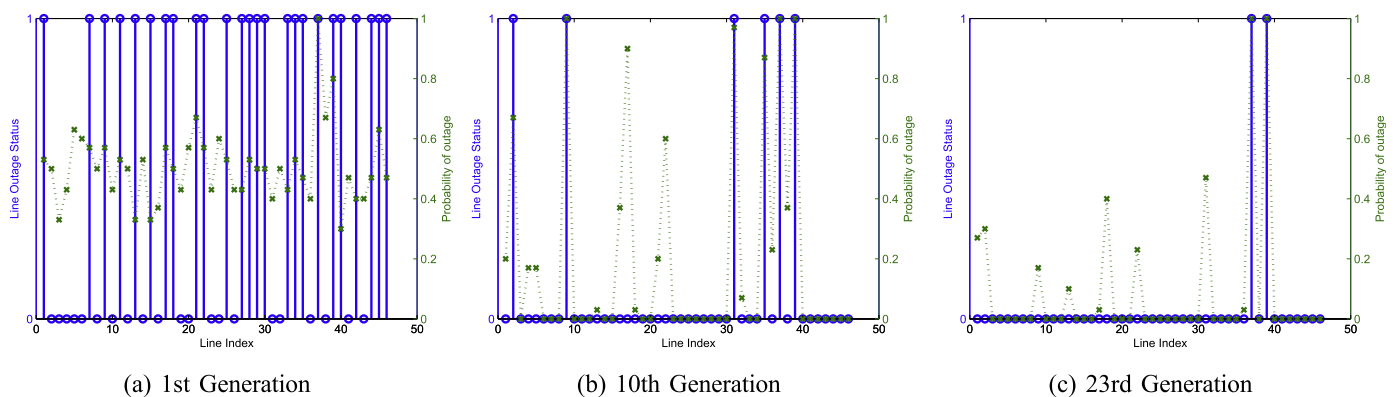 1 1 1 1 1 1
0.8 0.8 0.8
Line Outage Status Probability of outage Line Outage Status Probability of outage Line Outage Status Probability of outage
0.6 0.6 0.6
0.4 0.4 0.4
0.2 0.2 0.2
0 0 0 0 0 0
0 10 20 30 40 50 0 10 20 30 40 50 0 10 20 30 40 50
Line Index Line Index Line Index
(a) 1st Generation (b) 10th Generation (c) 23rd Generation